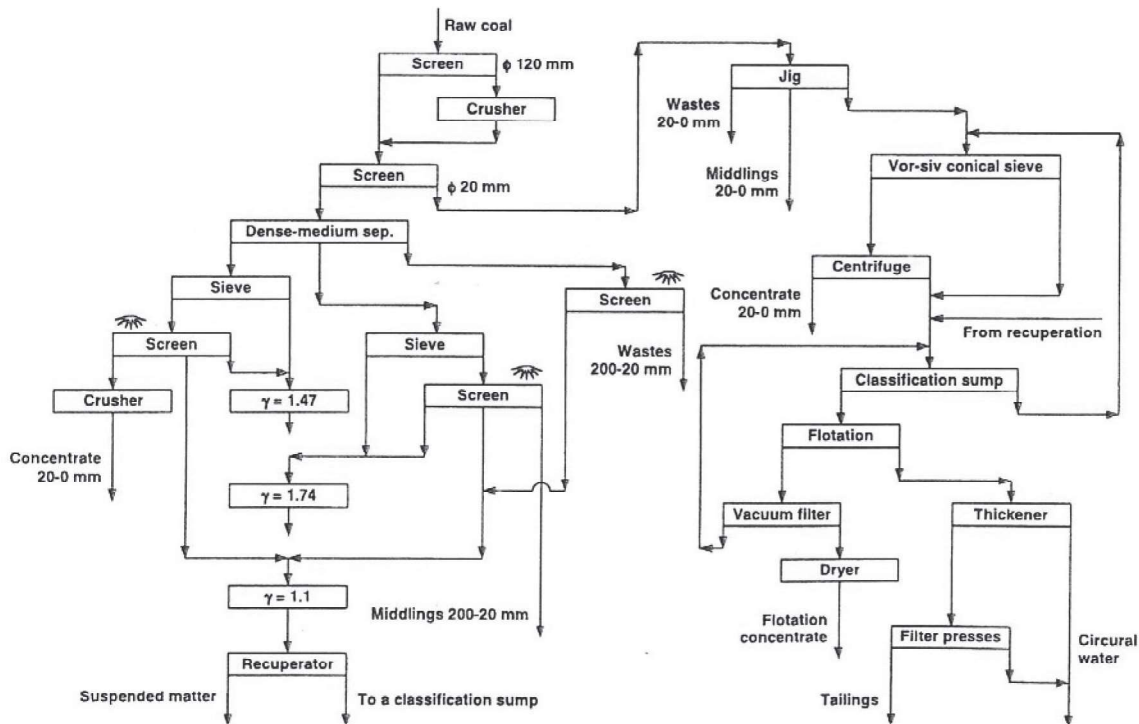 Raw coal
Screen
ϕ 120 mm
Crusher
Screen
ϕ 20 mm
Dense-medium sep.
Sieve
Screen
Crusher
γ = 1.47
Concentrate
20-0 mm
Sieve
Screen
γ = 1.74
Screen
Wastes
200-20 mm
γ = 1.1
Middlings 200-20 mm
Recuperator
Suspended matter
To a classification sump
Jig
Wastes
20-0 mm
Middlings
20-0 mm
Vor-siv conical sieve
Centrifuge
Concentrate
20-0 mm
From recuperation
Classification sump
Flotation
Vacuum filter
Thickener
Dryer
Flotation
concentrate
Filter presses
Circural
water
Tailings